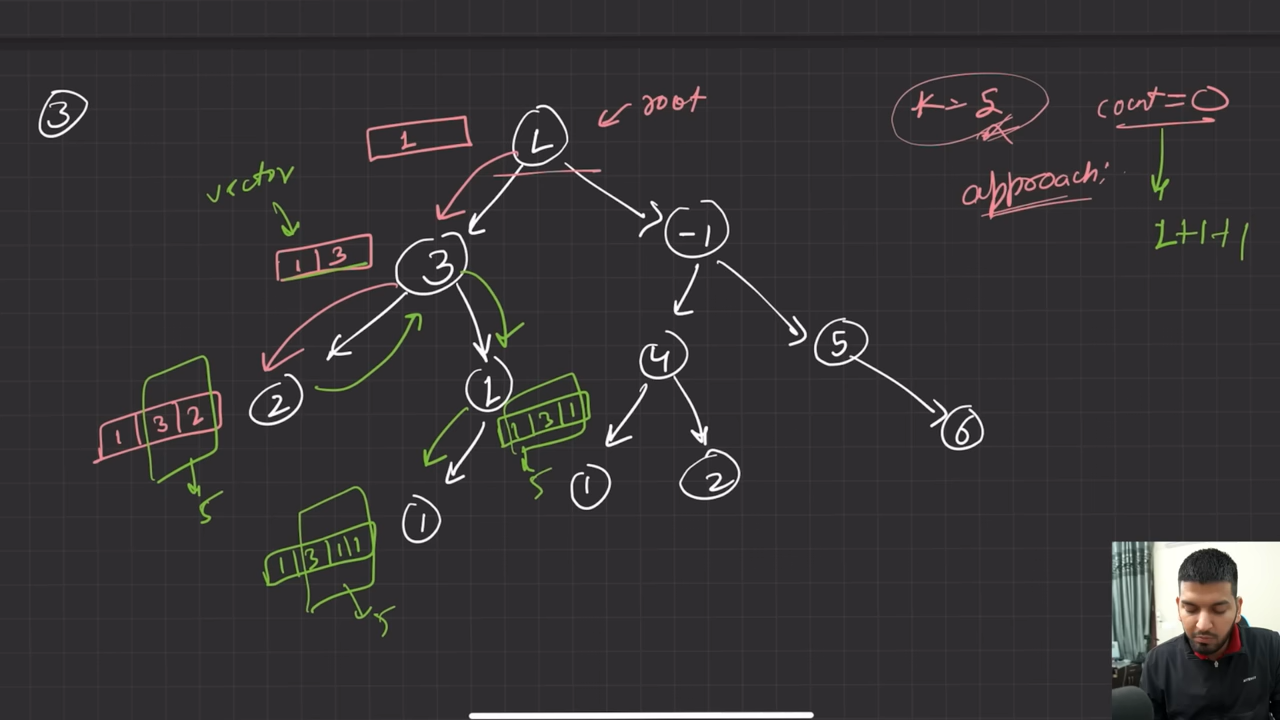 3
1
1
root
K = 5
count = 0
approach:
1+1+1
vector
1 3
3
-1
1 3 2
5
2
1
1 3 1
5
4
5
6
1 3 1 1
5
1
1
2